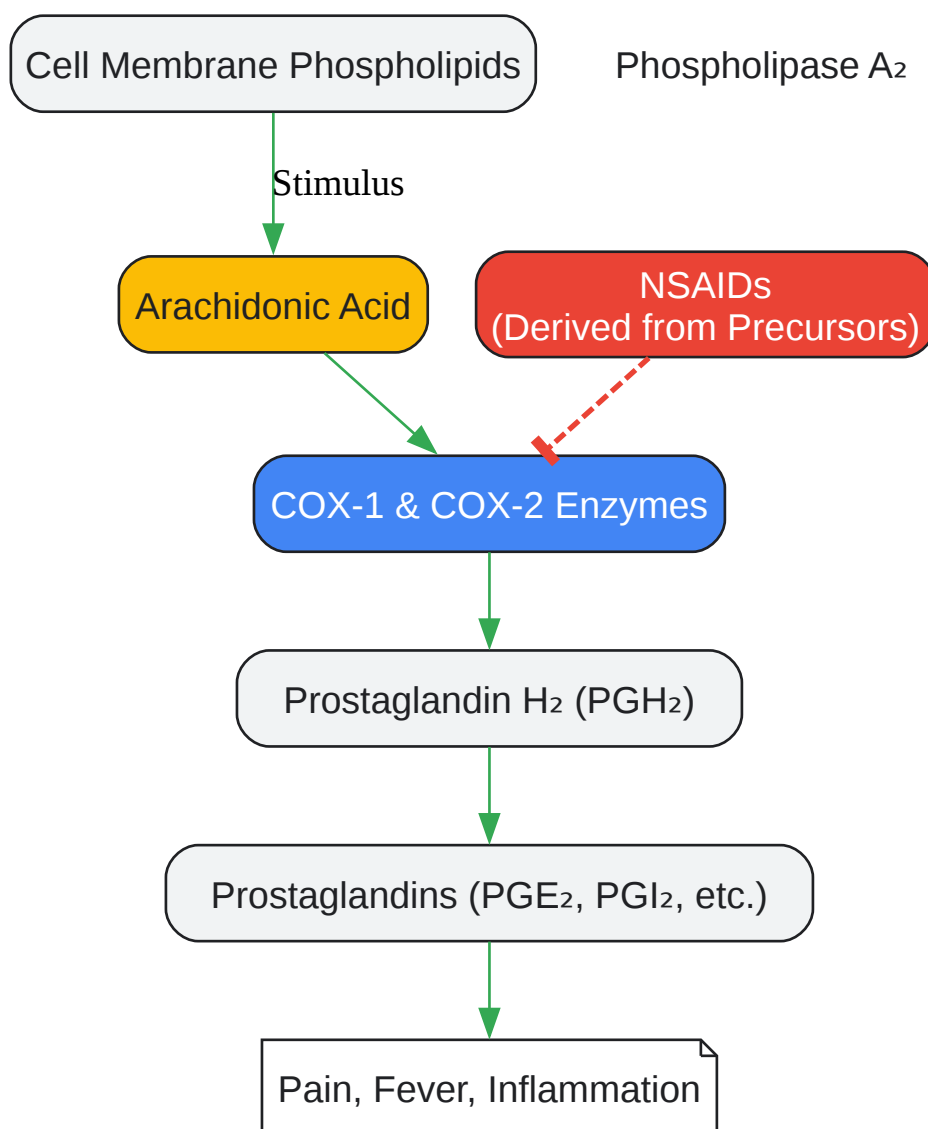 Cell Membrane Phospholipids
Phospholipase A₂
Stimulus
Arachidonic Acid
NSAIDs
(Derived from Precursors)
COX-1 & COX-2 Enzymes
Prostaglandin H₂ (PGH₂)
Prostaglandins (PGE₂, PGI₂, etc.)
Pain, Fever, Inflammation